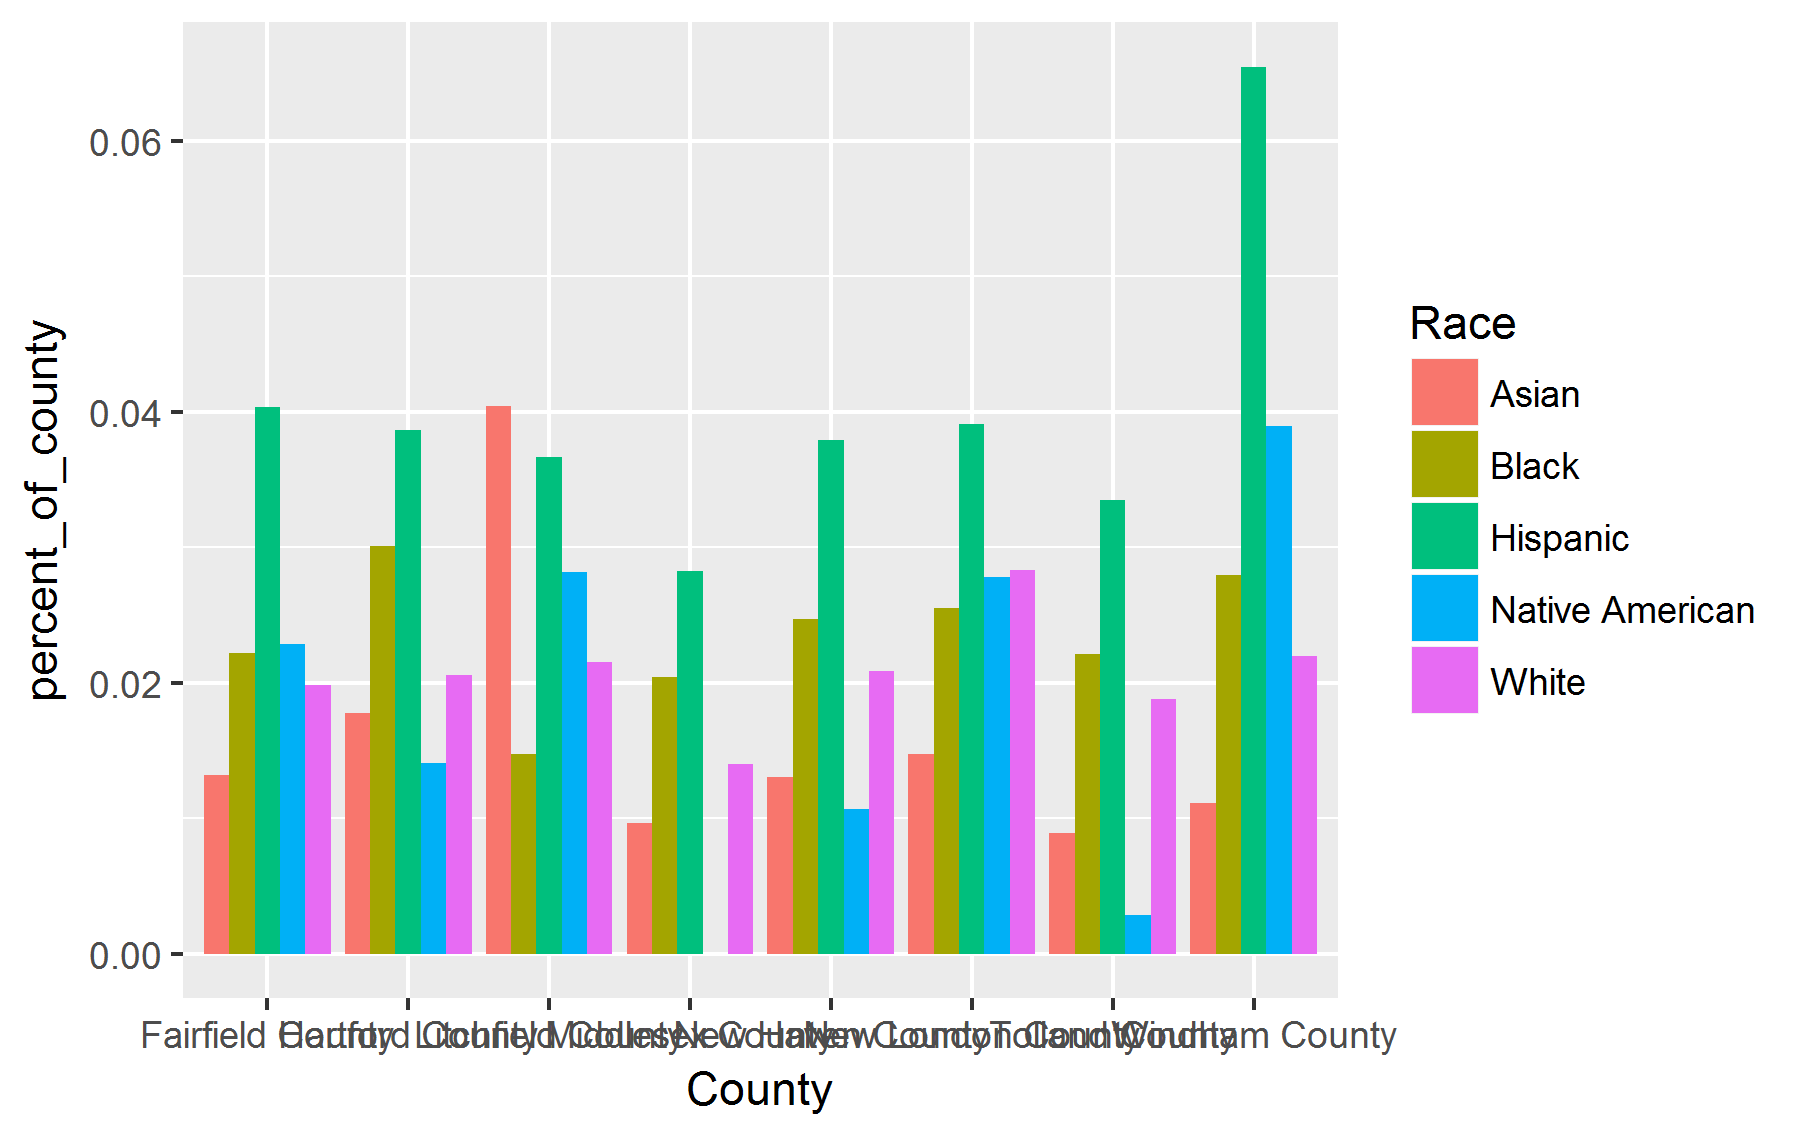 percent_of_county
0.06
0.04
0.02
0.00
Fairfield County Hartford County Litchfield County Middlesex County New Haven County New London County Tolland County Windham County
County
Race
Asian
Black
Hispanic
Native American
White